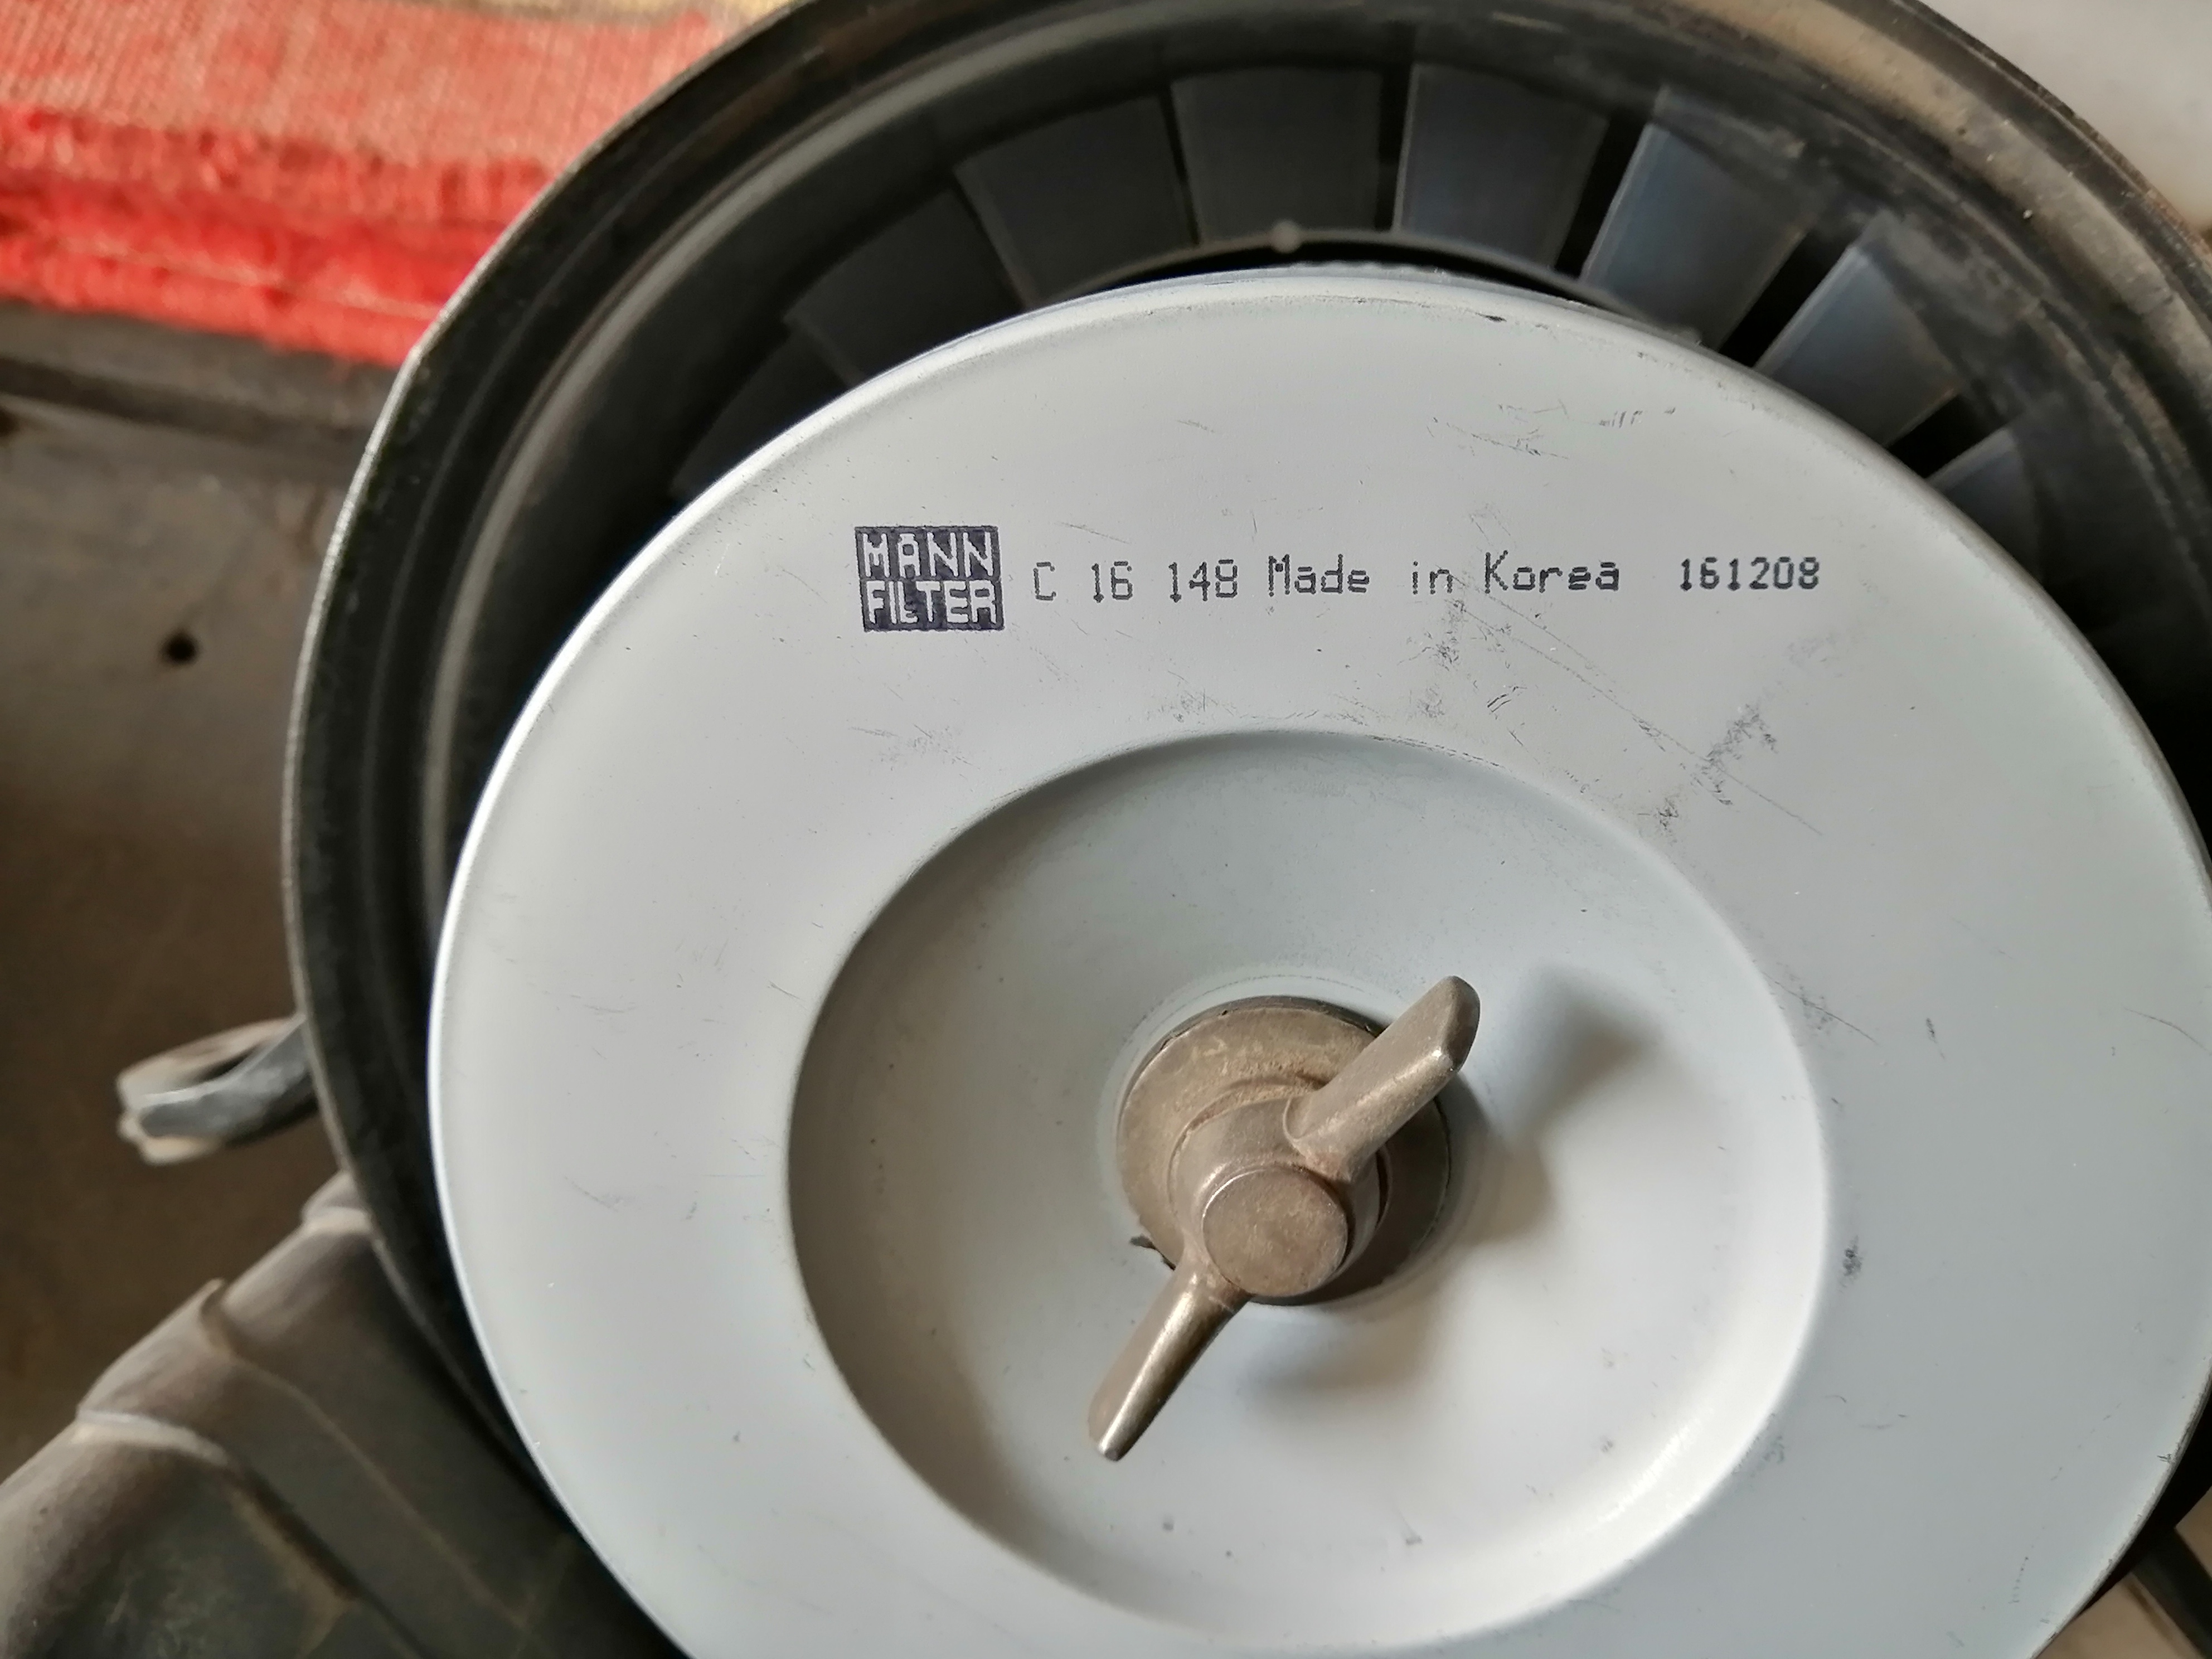 MANN
FILTER
C 16 148 Made in Korea 161208